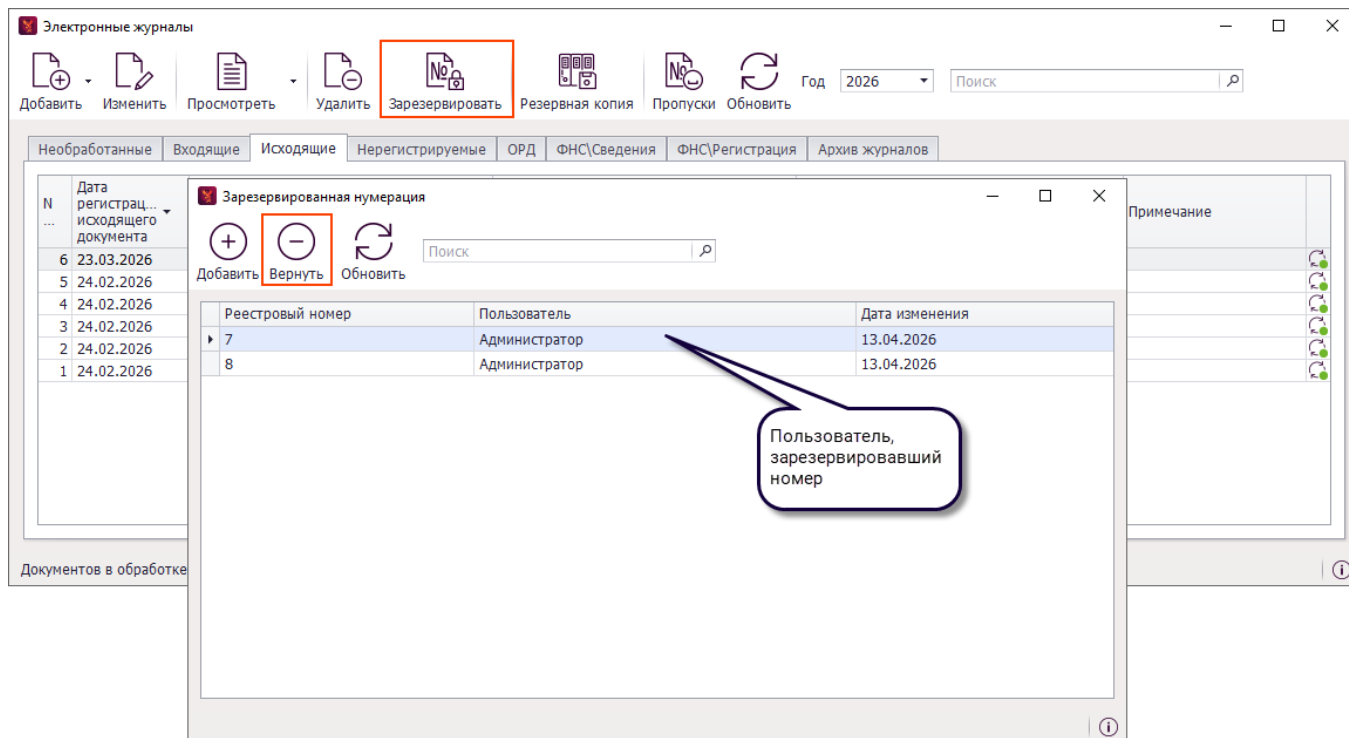 Электронные журналы
Добавить Изменить Просмотреть Удалить Зарезервировать Резервная копия Пропуски Обновить Год 2026 Поиск
Необработанные Входящие Исходящие Нерегистрируемые ОРД ФНС\Сведения ФНС\Регистрация Архив журналов
N ...
Дата
регистрац...
исходящего
документа
Примечание
6 23.03.2026
5 24.02.2026
4 24.02.2026
3 24.02.2026
2 24.02.2026
1 24.02.2026
Документов в обработке
Зарезервированная нумерация
Добавить Вернуть Обновить Поиск
Реестровый номер Пользователь Дата изменения
7 Администратор 13.04.2026
8 Администратор 13.04.2026
Пользователь,
зарезервировавший
номер